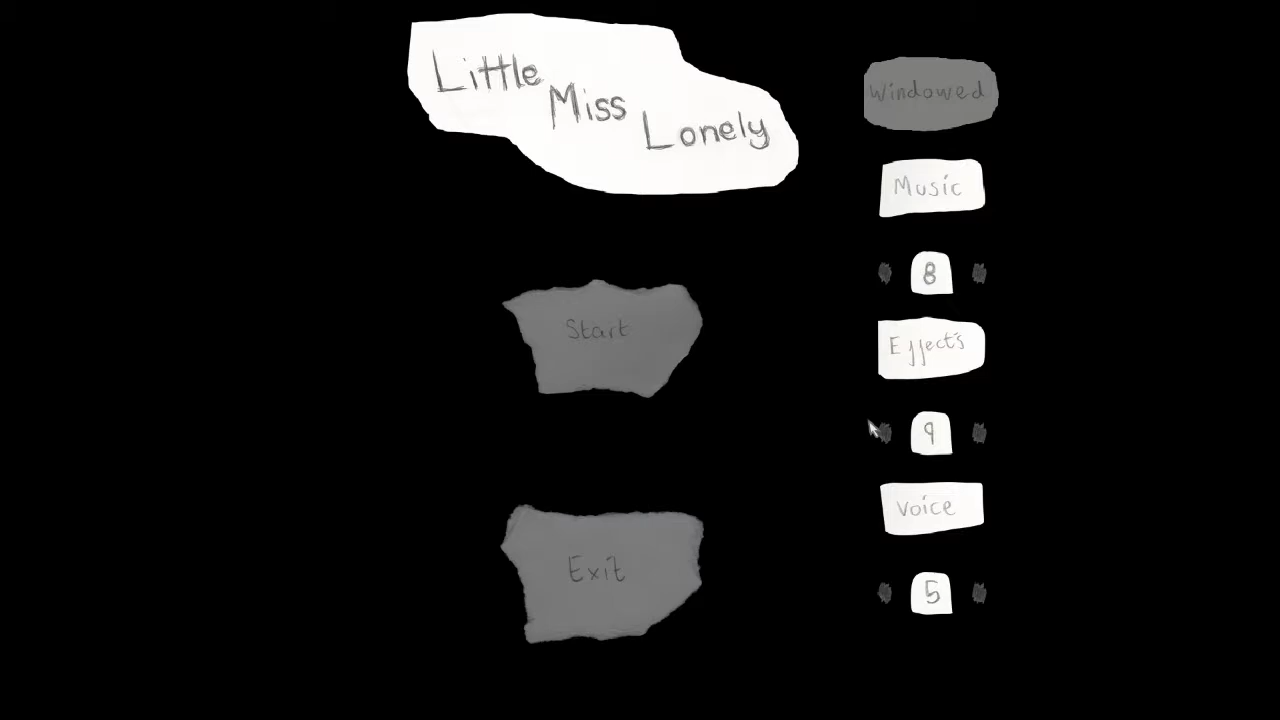 Little
Miss
Lonely
Start
Exit
Windowed
Music
8
Effects
9
Voice
5